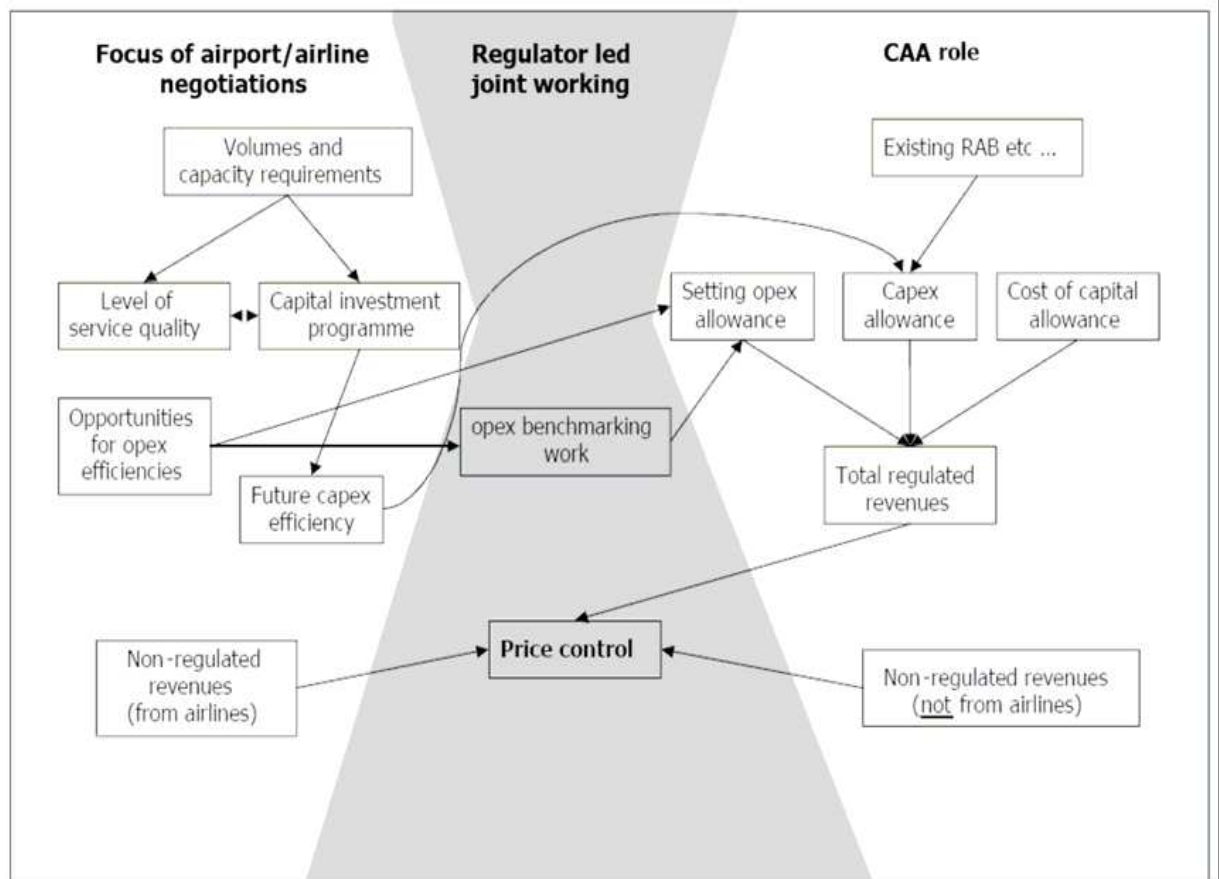 Focus of airport/airline
negotiations
Regulator led
joint working
CAA role
Volumes and
capacity requirements
Existing RAB etc ...
Level of
service quality
Capital investment
programme
Setting opex
allowance
Capex
allowance
Cost of capital
allowance
Opportunities
for opex
efficiencies
opex benchmarking
work
Future capex
efficiency
Total regulated
revenues
Non-regulated
revenues
(from airlines)
Price control
Non-regulated revenues
(not from airlines)